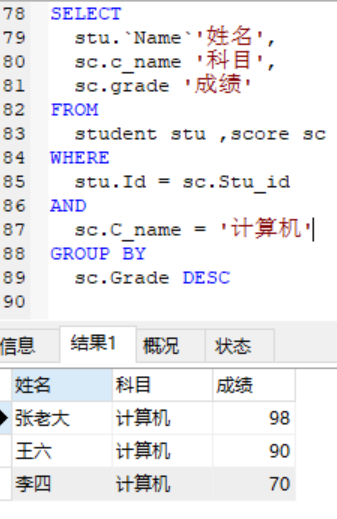 78 SELECT
79 stu.`Name`'姓名',
80 sc.c_name '科目',
81 sc.grade '成绩'
82 FROM
83 student stu ,score sc
84 WHERE
85 stu.Id = sc.Stu_id
86 AND
87 sc.C_name = '计算机'
88 GROUP BY
89 sc.Grade DESC
90
信息 结果1 概况 状态
姓名 科目 成绩
张老大 计算机 98
王六 计算机 90
李四 计算机 70